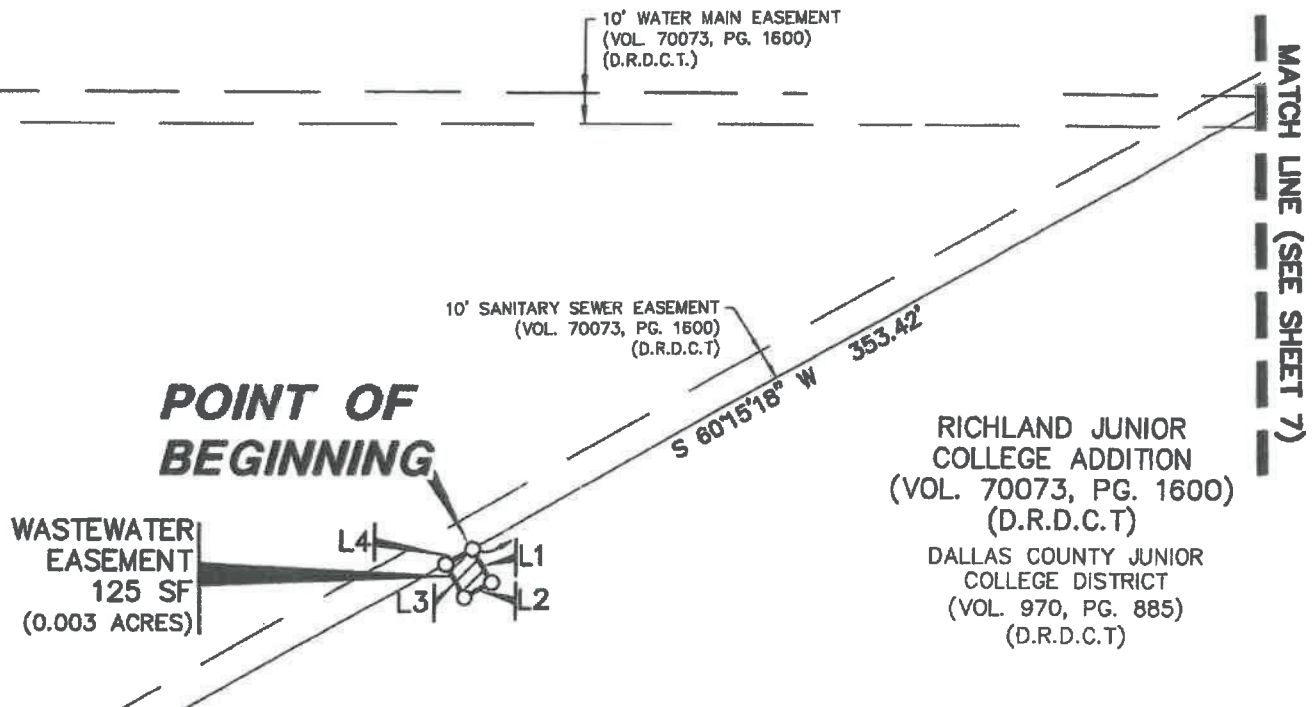 10' WATER MAIN EASEMENT
(VOL. 70073, PG. 1600)
(D.R.D.C.T.)
MATCH LINE (SEE SHEET 7)
10' SANITARY SEWER EASEMENT
(VOL. 70073, PG. 1600)
(D.R.D.C.T)
S 60°15'18" W 353.42'
POINT OF
BEGINNING
RICHLAND JUNIOR
COLLEGE ADDITION
(VOL. 70073, PG. 1600)
(D.R.D.C.T)
DALLAS COUNTY JUNIOR
COLLEGE DISTRICT
(VOL. 970, PG. 885)
(D.R.D.C.T)
WASTEWATER
EASEMENT
125 SF
(0.003 ACRES)
L4
L1
L3
L2